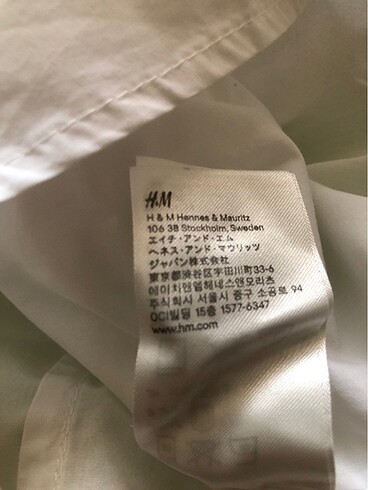 H&M
H & M Hennes & Mauritz
106 38 Stockholm, Sweden
エイチ・アンド・エム
ヘネス・アンド・マウリッツ
ジャパン株式会社
東京都渋谷区宇田川町33-6
에이치앤엠헤네스앤모리츠
주식회사 서울시 중구 소공로 94
OCI빌딩 15층 1577-6347
www.hm.com